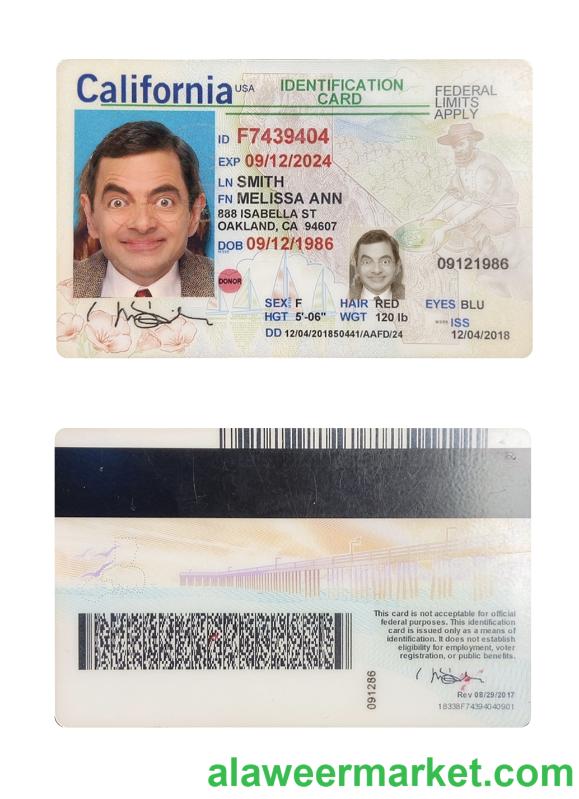 California USA IDENTIFICATION CARD
FEDERAL LIMITS APPLY
ID F7439404
EXP 09/12/2024
LN SMITH
FN MELISSA ANN
888 ISABELLA ST
OAKLAND, CA 94607
DOB 09/12/1986
DONOR
09121986
SEX F HAIR RED EYES BLU
HGT 5'-06" WGT 120 lb
ISS
DD 12/04/201850441/AAFD/24 12/04/2018
This card is not acceptable for official
federal purposes. This identification
card is issued only as a means of
identification. It does not establish
eligibility for employment, voter
registration, or public benefits.
091286
Rev 08/29/2017
18338F74394040901
alaweermarket.com